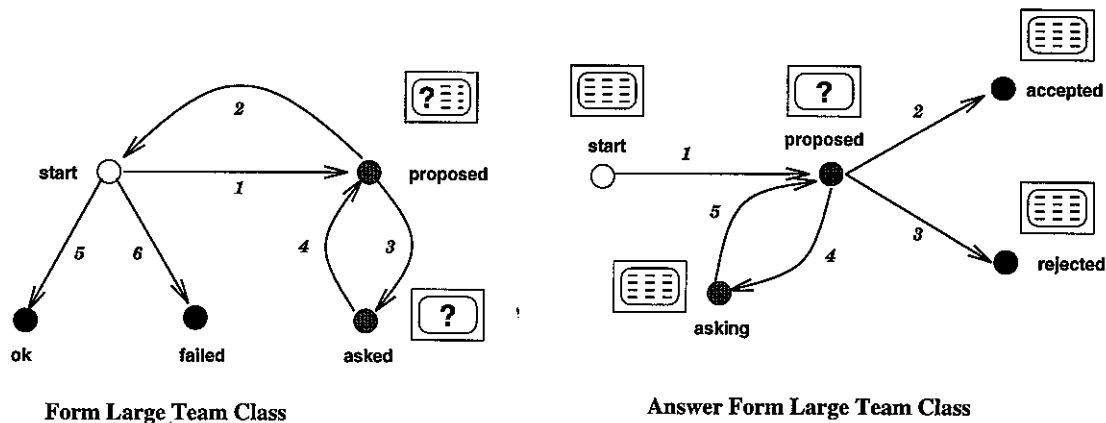 2
?
start
1
proposed
5
6
4
3
?
ok
failed
asked
Form Large Team Class
accepted
?
start
1
proposed
2
5
4
3
rejected
asking
Answer Form Large Team Class